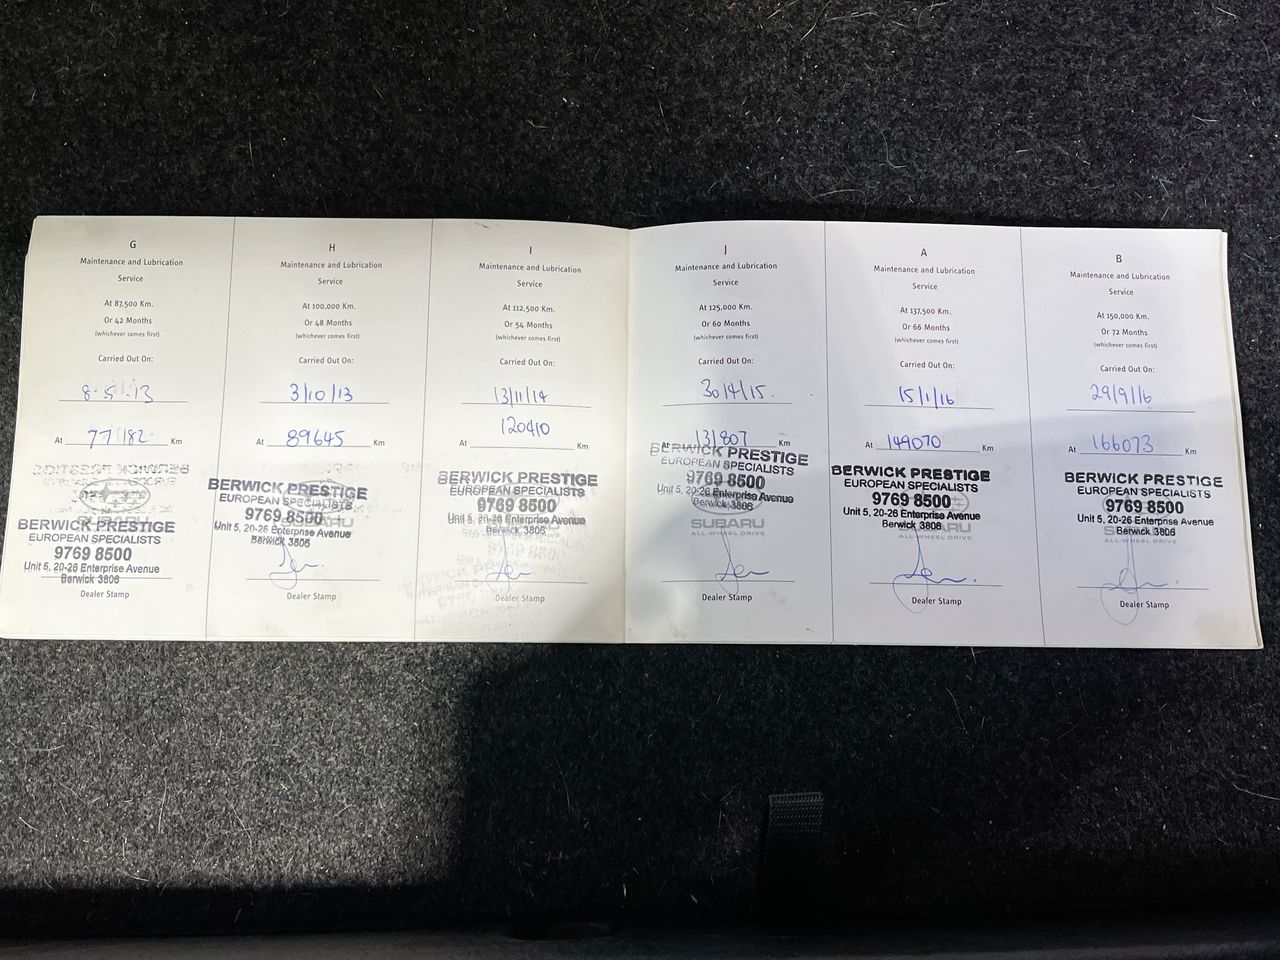 G
Maintenance and Lubrication
Service
At 87,500 Km.
Or 42 Months
(whichever comes first)
Carried Out On:
8.5.13
At 77182 Km
BERWICK PRESTIGE
EUROPEAN SPECIALISTS
9769 8500
Unit 5, 20-26 Enterprise Avenue
Berwick 3806
Dealer Stamp
H
Maintenance and Lubrication
Service
At 100,000 Km.
Or 48 Months
(whichever comes first)
Carried Out On:
3/10/13
At 89645 Km
BERWICK PRESTIGE
EUROPEAN SPECIALISTS
9769 8500
SUBARU
Unit 5, 20-26 Enterprise Avenue
Berwick 3806
Dealer Stamp
I
Maintenance and Lubrication
Service
At 112,500 Km.
Or 54 Months
(whichever comes first)
Carried Out On:
13/11/14
120410
At Km
BERWICK PRESTIGE
EUROPEAN SPECIALISTS
9769 8500
Unit 5, 20-26 Enterprise Avenue
Berwick 3806
Dealer Stamp
J
Maintenance and Lubrication
Service
At 125,000 Km.
Or 60 Months
(whichever comes first)
Carried Out On:
30/4/15.
At 131807 Km
BERWICK PRESTIGE
EUROPEAN SPECIALISTS
9769 8500
Unit 5, 20-26 Enterprise Avenue
Berwick 3806
SUBARU
ALL-WHEEL DRIVE
Dealer Stamp
A
Maintenance and Lubrication
Service
At 137,500 Km.
Or 66 Months
(whichever comes first)
Carried Out On:
15/1/16
At 149070 Km
BERWICK PRESTIGE
EUROPEAN SPECIALISTS
9769 8500
Unit 5, 20-26 Enterprise Avenue
Berwick 3806
ALL-WHEEL DRIVE
Dealer Stamp
B
Maintenance and Lubrication
Service
At 150,000 Km.
Or 72 Months
(whichever comes first)
Carried Out On:
29/9/16
At 166073 Km
BERWICK PRESTIGE
EUROPEAN SPECIALISTS
9769 8500
Unit 5, 20-26 Enterprise Avenue
Berwick 3806
ALL-WHEEL DRIVE
Dealer Stamp